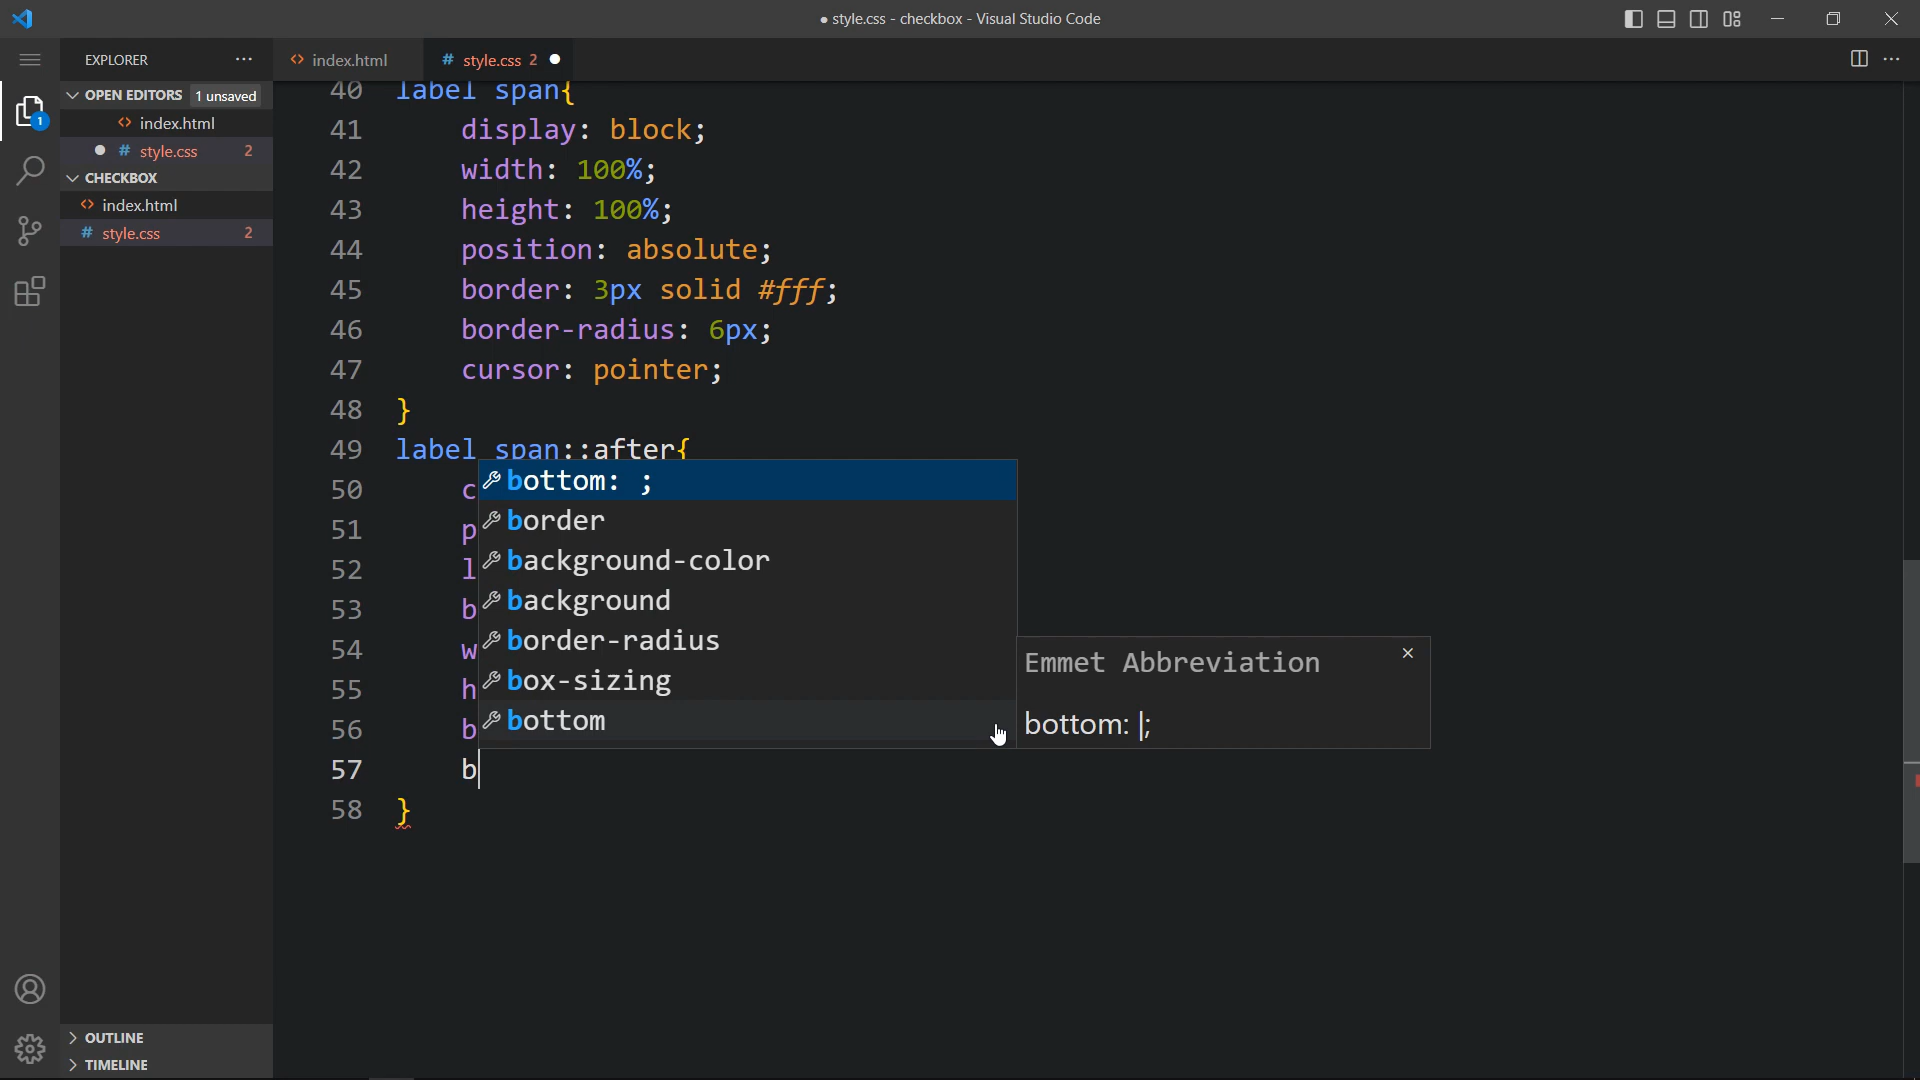 ● style.css - checkbox - Visual Studio Code
EXPLORER
index.html
style.css 2
OPEN EDITORS 1 unsaved
index.html
style.css 2
CHECKBOX
index.html
style.css 2
1
40 label span{
41 display: block;
42 width: 100%;
43 height: 100%;
44 position: absolute;
45 border: 3px solid #fff;
46 border-radius: 6px;
47 cursor: pointer;
48 }
49 label span::after{
50 c
51 p
52 l
53 b
54 w
55 h
56 b
57 b
58 }
bottom: ;
border
background-color
background
border-radius
box-sizing
bottom
Emmet Abbreviation
bottom: |;
OUTLINE
TIMELINE